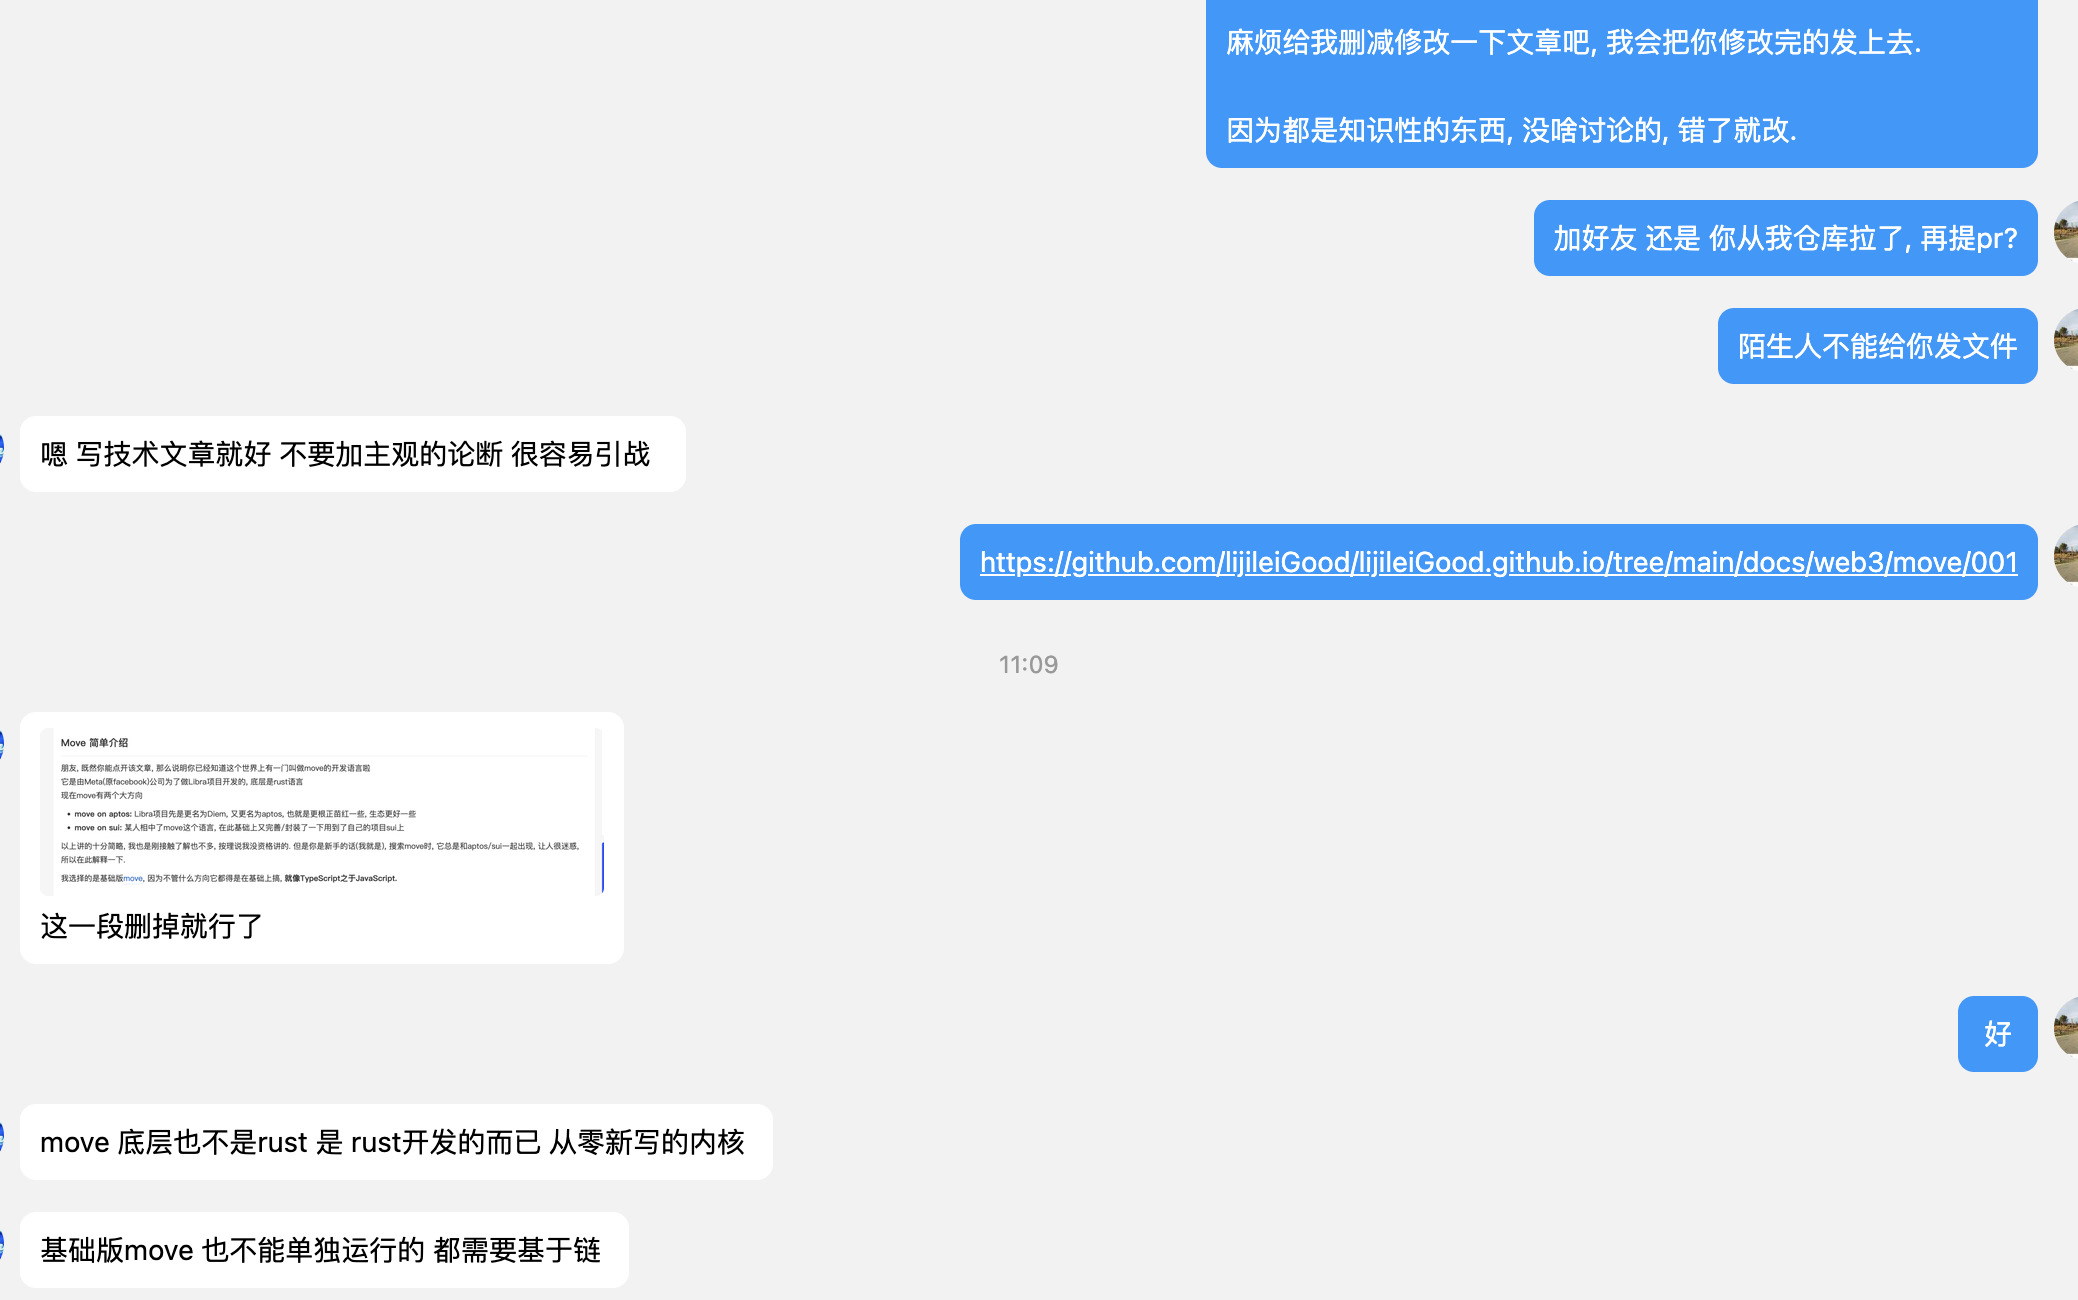 麻烦给我删减修改一下文章吧, 我会把你修改完的发上去.
因为都是知识性的东西, 没啥讨论的, 错了就改.
加好友 还是 你从我仓库拉了, 再提pr?
陌生人不能给你发文件
嗯 写技术文章就好 不要加主观的论断 很容易引战
https://github.com/lijileiGood/lijileiGood.github.io/tree/main/docs/web3/move/001
11:09
Move 简单介绍
朋友, 既然你能点开该文章, 那么说明你已经知道这个世界上有一门叫做move的开发语言啦
它是由Meta(原facebook)公司为了做Libra项目开发的, 底层是rust语言
现在move有两个大方向
• move on aptos: Libra项目先是更名为Diem, 又更名为aptos, 也就是更根正苗红一些, 生态更好一些
• move on sui: 某人相中了move这个语言, 在此基础上又完善/封装了一下用到了自己的项目sui上
以上讲的十分简略, 我也是刚接触了解也不多, 按理说我没资格讲的. 但是你是新手的话(我就是), 搜索move时, 它总是和aptos/sui一起出现, 让人很迷惑,
所以在此解释一下.
我选择的是基础版move, 因为不管什么方向它都得是在基础上搞, 就像TypeScript之于JavaScript.
这一段删掉就行了
好
move 底层也不是rust 是 rust开发的而已 从零新写的内核
基础版move 也不能单独运行的 都需要基于链